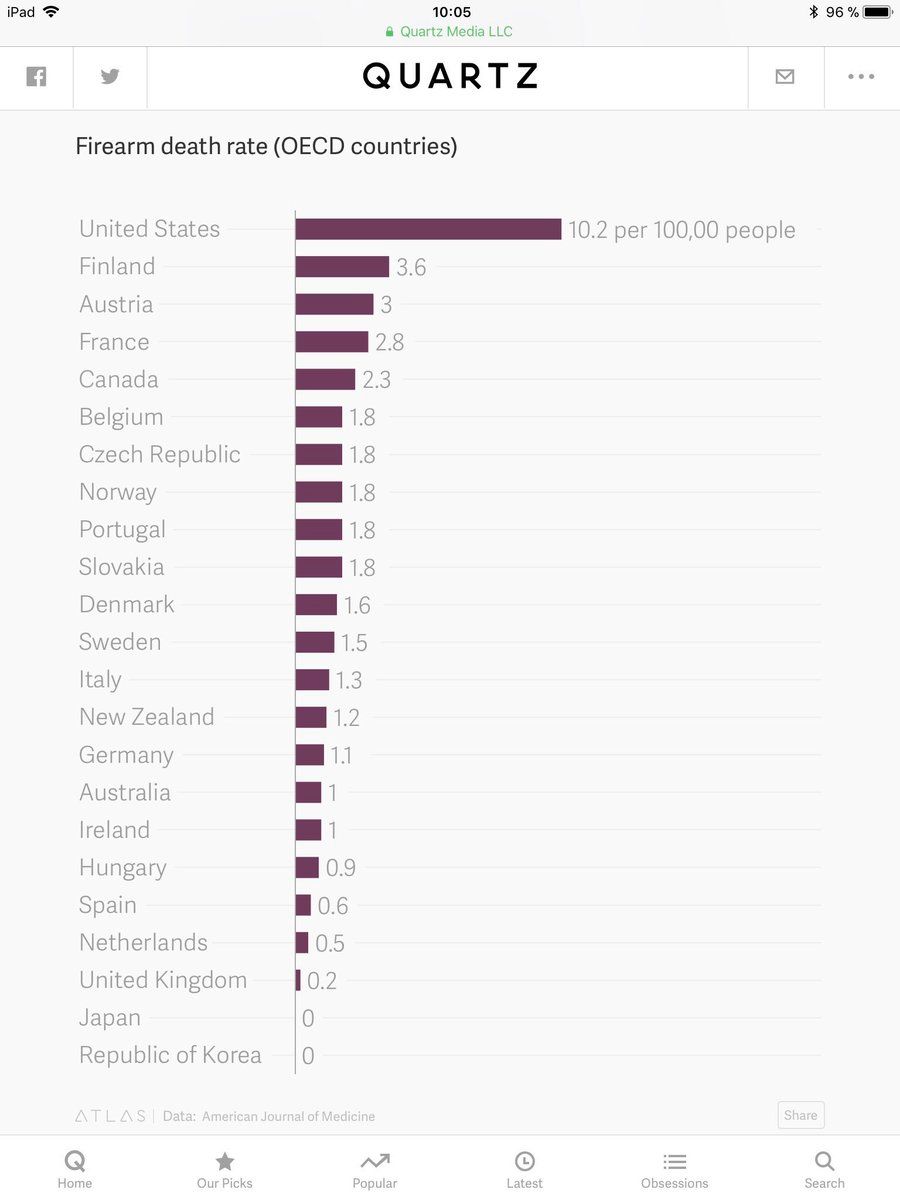 iPad 10:05 96 %
Quartz Media LLC
QUARTZ
Firearm death rate (OECD countries)
United States 10.2 per 100,00 people
Finland 3.6
Austria 3
France 2.8
Canada 2.3
Belgium 1.8
Czech Republic 1.8
Norway 1.8
Portugal 1.8
Slovakia 1.8
Denmark 1.6
Sweden 1.5
Italy 1.3
New Zealand 1.2
Germany 1.1
Australia 1
Ireland 1
Hungary 0.9
Spain 0.6
Netherlands 0.5
United Kingdom 0.2
Japan 0
Republic of Korea 0
ATLAS | Data: American Journal of Medicine Share
Home Our Picks Popular Latest Obsessions Search